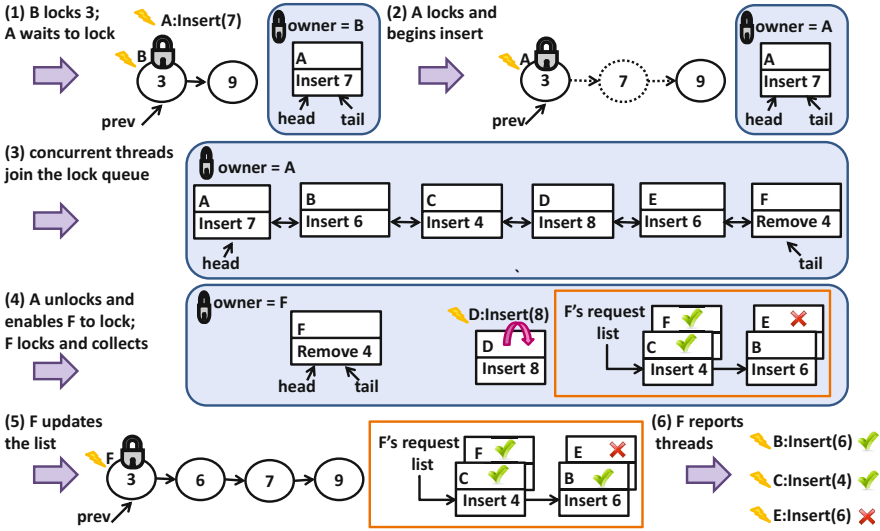 (1) B locks 3;
A waits to lock
A:Insert(7)
B
3
9
prev
owner = B
A
Insert 7
head
tail
(2) A locks and
begins insert
A
3
7
9
prev
owner = A
A
Insert 7
head
tail
(3) concurrent threads
join the lock queue
owner = A
A
Insert 7
B
Insert 6
C
Insert 4
D
Insert 8
E
Insert 6
F
Remove 4
head
tail
(4) A unlocks and
enables F to lock;
F locks and collects
owner = F
F
Remove 4
head
tail
D:Insert(8)
D
Insert 8
F's request
list
F
C
Insert 4
E
B
Insert 6
(5) F updates
the list
F
3
6
7
9
prev
F's request
list
F
C
Insert 4
E
B
Insert 6
(6) F reports
threads
B:Insert(6)
C:Insert(4)
E:Insert(6)